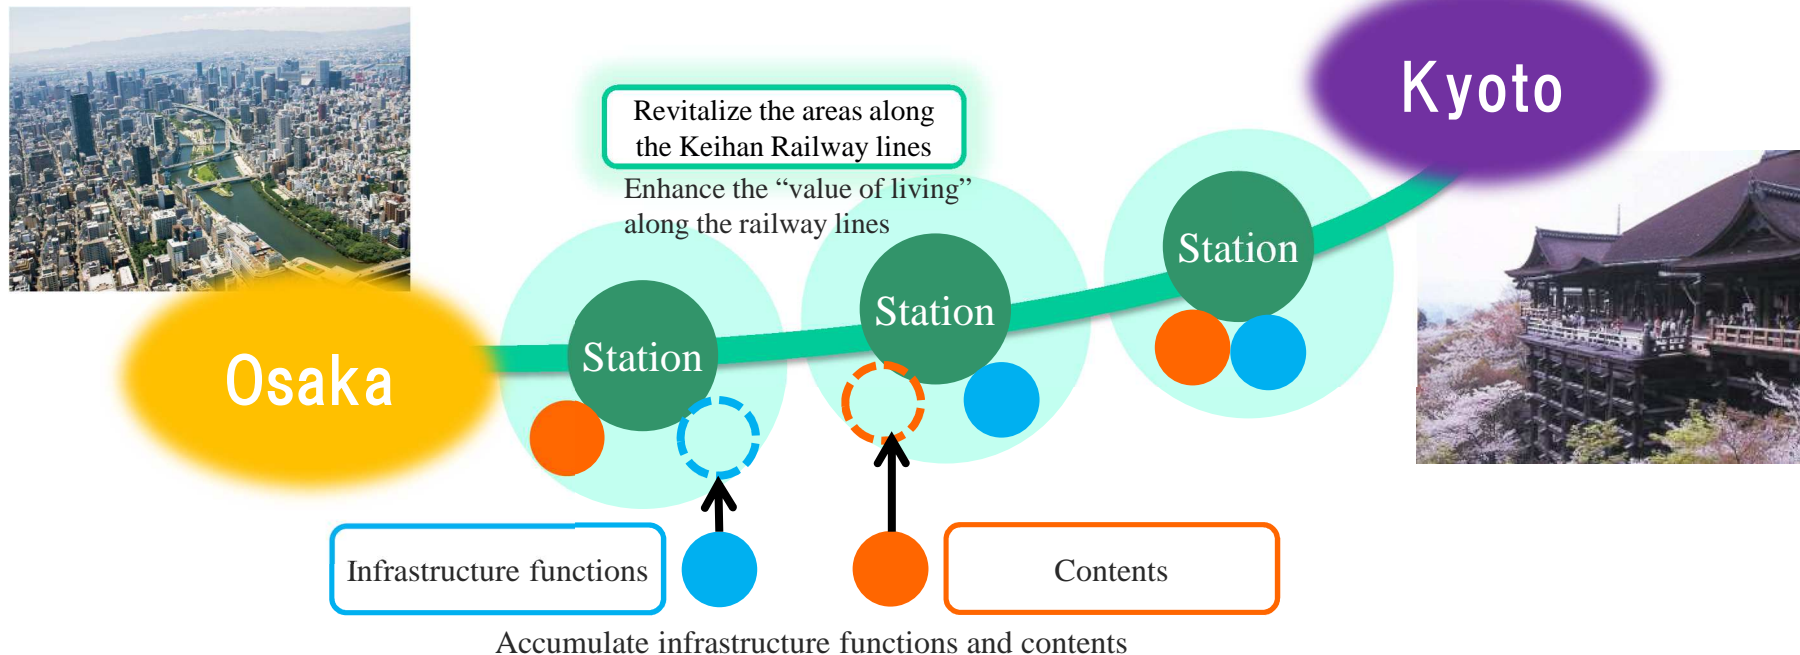 Kyoto
Revitalize the areas along
the Keihan Railway lines
Enhance the “value of living”
along the railway lines
Station
Station
Station
Osaka
Infrastructure functions
Contents
Accumulate infrastructure functions and contents